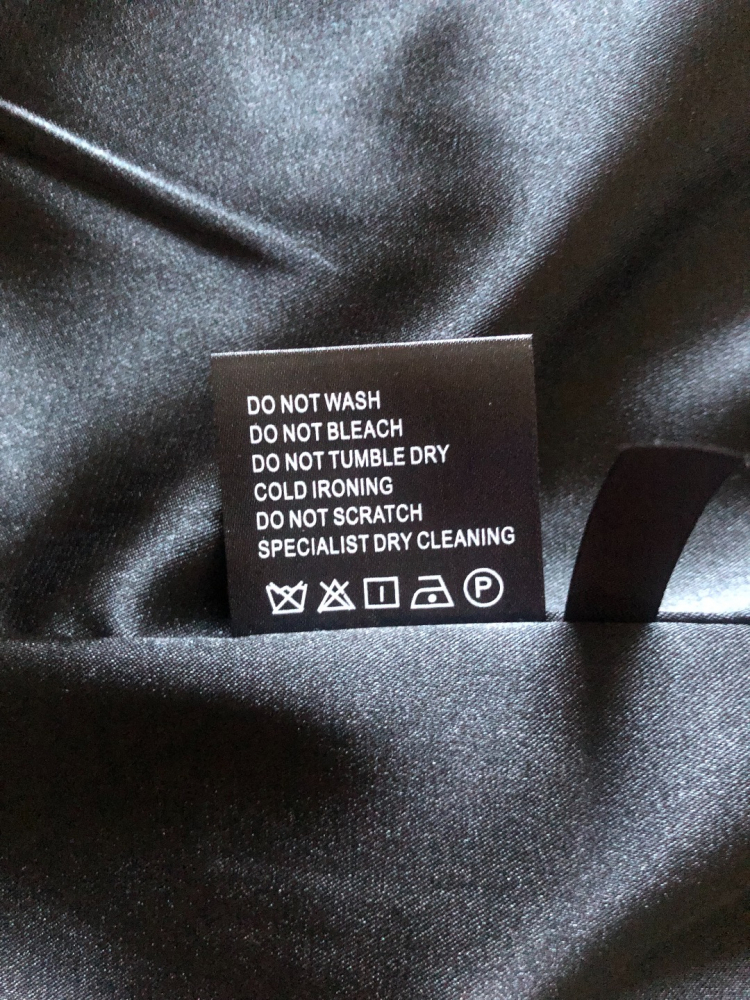 DO NOT WASH
DO NOT BLEACH
DO NOT TUMBLE DRY
COLD IRONING
DO NOT SCRATCH
SPECIALIST DRY CLEANING
P